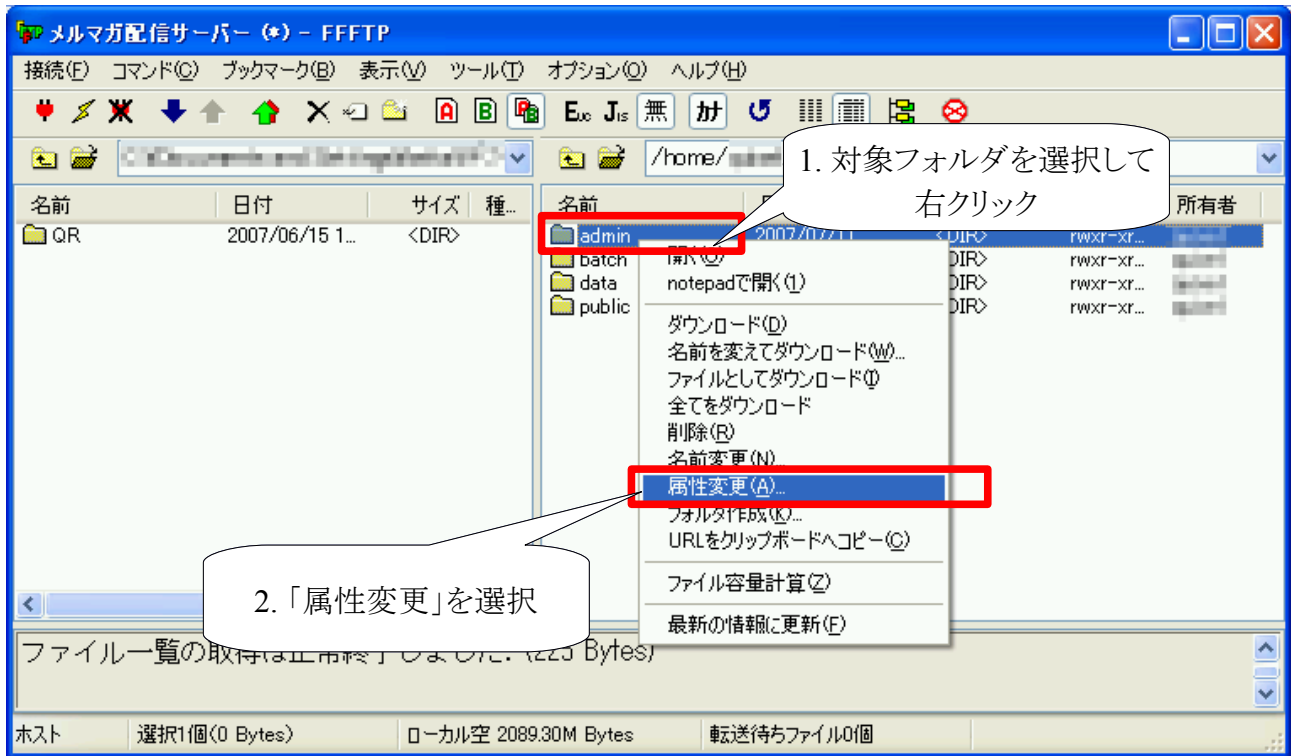 メルマガ配信サーバー (*) - FFFTP
接続(F) コマンド(C) ブックマーク(B) 表示(V) ツール(T) オプション(O) ヘルプ(H)
A B Euc Jis 無 カナ
/home/
1. 対象フォルダを選択して
右クリック
名前 日付 サイズ 種...
QR 2007/06/15 1... <DIR>
名前 所有者
admin 2007/07/11 <DIR> rwxr-xr...
batch DIR> rwxr-xr...
data DIR> rwxr-xr...
public DIR> rwxr-xr...
開く(O)
notepadで開く(1)
ダウンロード(D)
名前を変えてダウンロード(W)...
ファイルとしてダウンロード(I)
全てをダウンロード
削除(R)
名前変更(N)...
属性変更(A)...
フォルダ作成(K)...
URLをクリップボードへコピー(C)
ファイル容量計算(Z)
最新の情報に更新(F)
2.「属性変更」を選択
ファイル一覧の取得は正常終了しました. (225 Bytes)
ホスト 選択1個(0 Bytes) ローカル空 2089.30M Bytes 転送待ちファイル0個